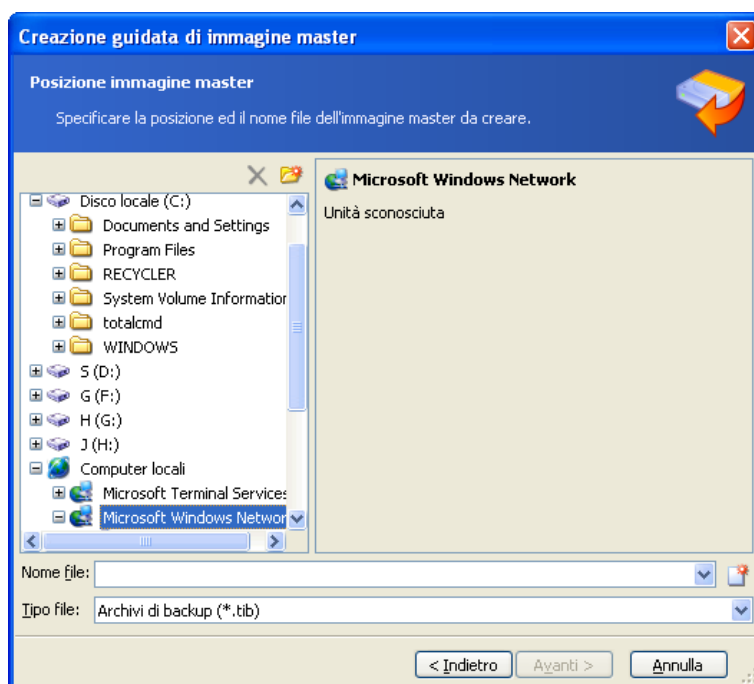 Creazione guidata di immagine master
Posizione immagine master
Specificare la posizione ed il nome file dell'immagine master da creare.
Disco locale (C:)
Documents and Settings
Program Files
RECYCLER
System Volume Information
totalcmd
WINDOWS
S (D:)
G (F:)
H (G:)
J (H:)
Computer locali
Microsoft Terminal Services
Microsoft Windows Networ
Microsoft Windows Network
Unità sconosciuta
Nome file:
Tipo file: Archivi di backup (*.tib)
< Indietro Avanti > Annulla